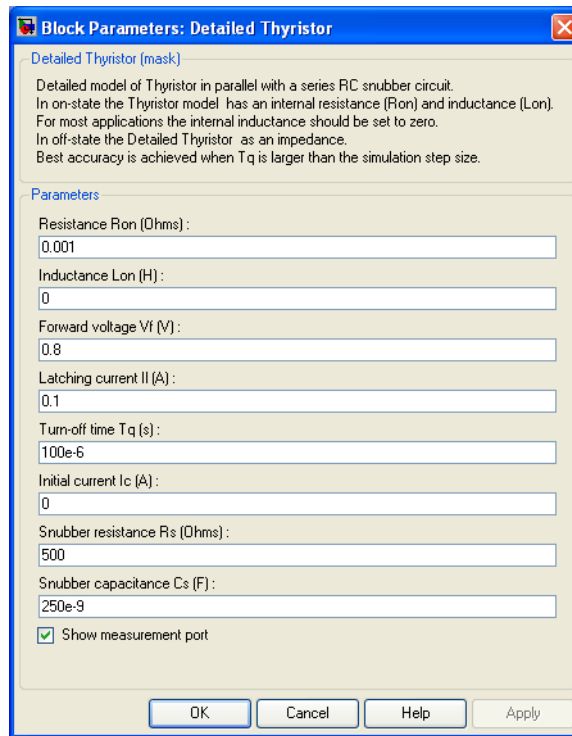 Block Parameters: Detailed Thyristor
Detailed Thyristor (mask)
Detailed model of Thyristor in parallel with a series RC snubber circuit.
In on-state the Thyristor model has an internal resistance (Ron) and inductance (Lon).
For most applications the internal inductance should be set to zero.
In off-state the Detailed Thyristor as an impedance.
Best accuracy is achieved when Tq is larger than the simulation step size.
Parameters
Resistance Ron (Ohms) :
0.001
Inductance Lon (H) :
0
Forward voltage Vf (V) :
0.8
Latching current Il (A) :
0.1
Turn-off time Tq (s) :
100e-6
Initial current Ic (A) :
0
Snubber resistance Rs (Ohms) :
500
Snubber capacitance Cs (F) :
250e-9
Show measurement port
OK Cancel Help Apply